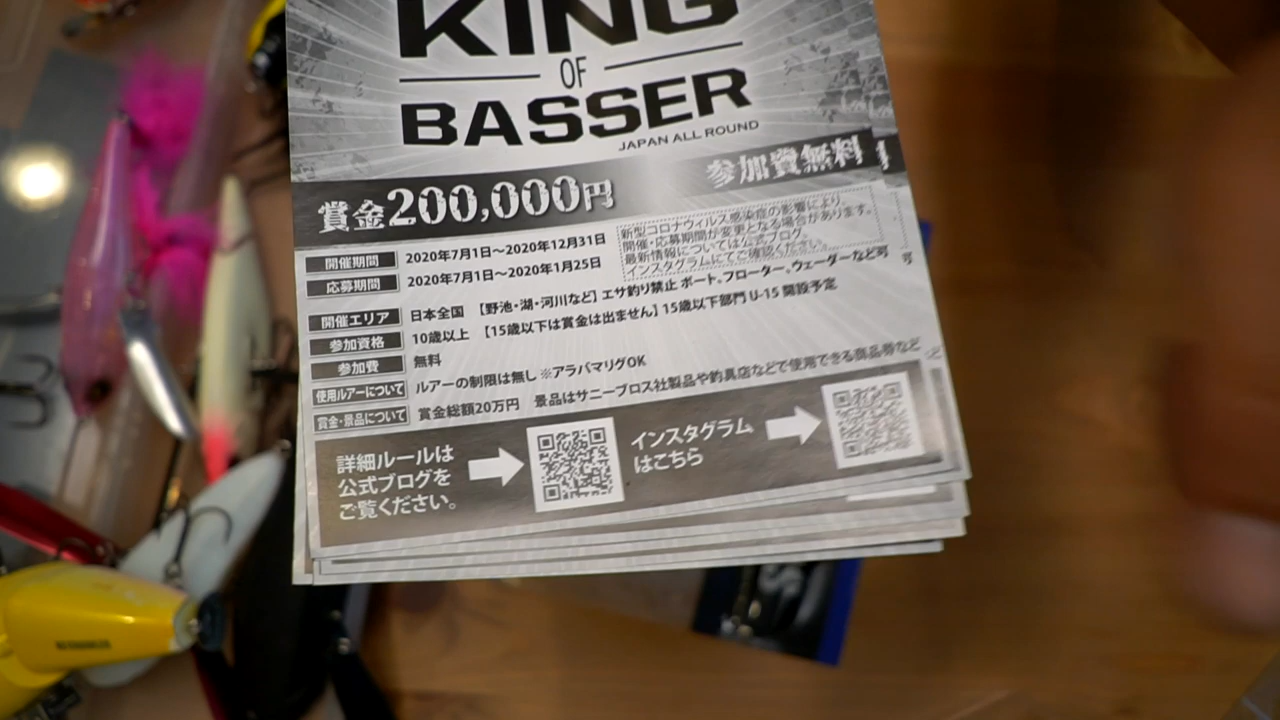 KING
OF
BASSER
JAPAN ALL ROUND
賞金200,000円 参加費無料!
開催期間 2020年7月1日〜2020年12月31日
応募期間 2020年7月1日〜2020年1月25日
新型コロナウィルス感染症の影響により
開催・応募期間が変更となる場合があります。
最新情報については公式ブログ、
インスタグラムにてご確認ください。
開催エリア 日本全国 【野池・湖・河川など】エサ釣り禁止 ボート。フローター。ウェーダーなど可
参加資格 10歳以上 【15歳以下は賞金は出ません】15歳以下部門 U-15 開設予定
参加費 無料
使用ルアーについて ルアーの制限は無し ※アラバマリグOK
賞金・景品について 賞金総額20万円 景品はサニーブロス社製品や釣具店などで使用できる商品券など
詳細ルールは
公式ブログを
ご覧ください。
インスタグラム
はこちら